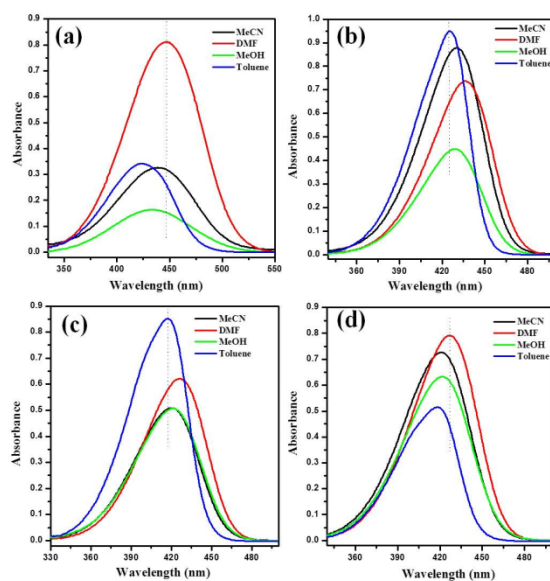 (a)
MeCN
DMF
MeOH
Toluene
Absorbance
0.9
0.8
0.7
0.6
0.5
0.4
0.3
0.2
0.1
0.0
350 400 450 500 550
Wavelength (nm)
(b)
MeCN
DMF
MeOH
Toluene
Absorbance
1.0
0.9
0.8
0.7
0.6
0.5
0.4
0.3
0.2
0.1
0.0
360 390 420 450 480
Wavelength (nm)
(c)
MeCN
DMF
MeOH
Toluene
Absorbance
0.9
0.8
0.7
0.6
0.5
0.4
0.3
0.2
0.1
0.0
330 360 390 420 450 480
Wavelength (nm)
(d)
MeCN
DMF
MeOH
Toluene
Absorbance
0.9
0.8
0.7
0.6
0.5
0.4
0.3
0.2
0.1
0.0
360 390 420 450 480
Wavelength (nm)